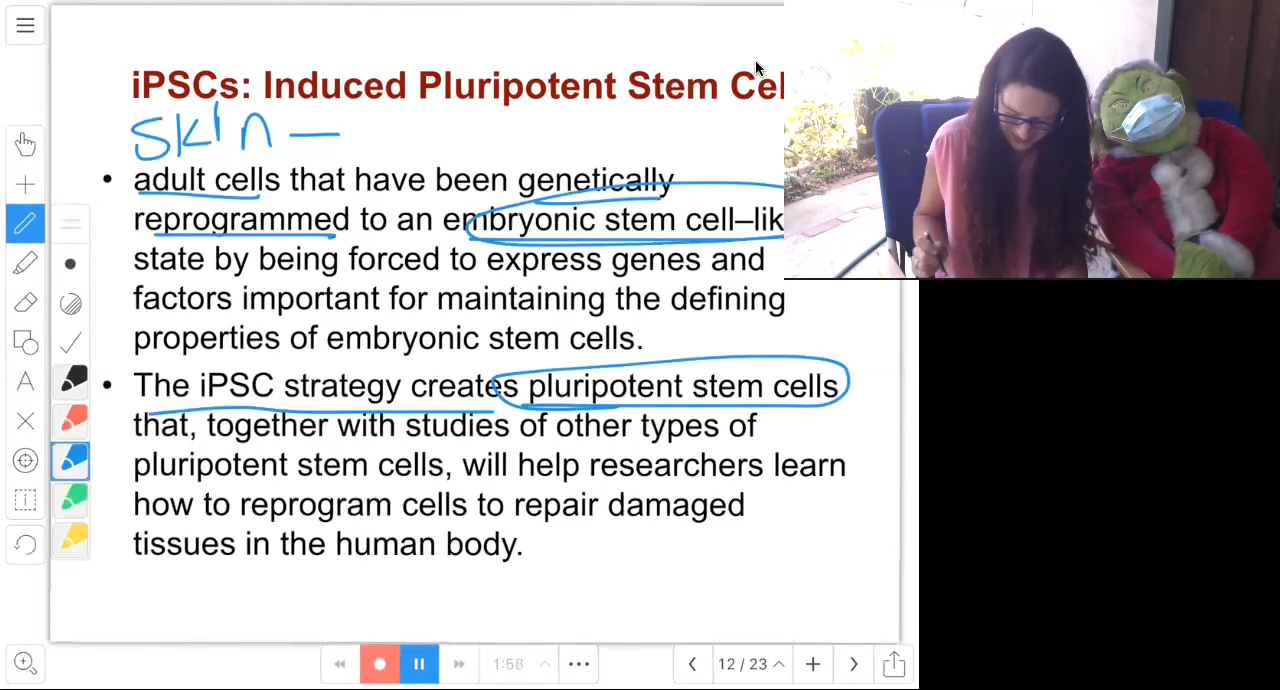 iPSCs: Induced Pluripotent Stem Cel
skin —
• adult cells that have been genetically
reprogrammed to an embryonic stem cell–lik
state by being forced to express genes and
factors important for maintaining the defining
properties of embryonic stem cells.
• The iPSC strategy creates pluripotent stem cells
that, together with studies of other types of
pluripotent stem cells, will help researchers learn
how to reprogram cells to repair damaged
tissues in the human body.
A
1:58
12 / 23